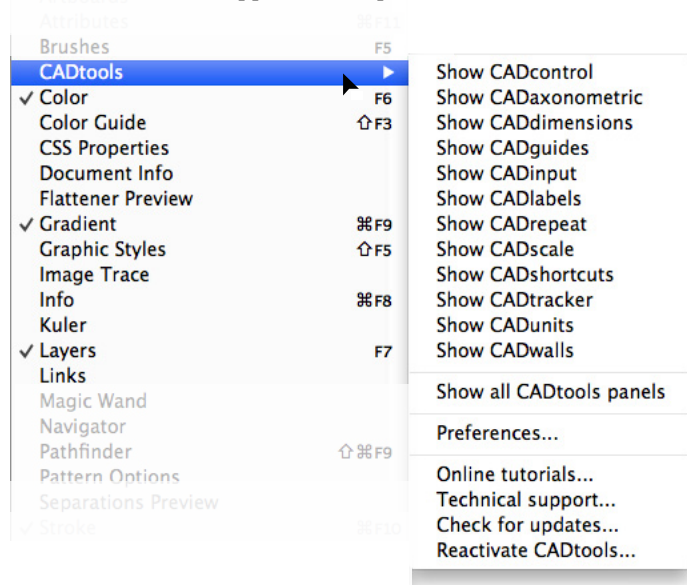 Attributes ⌘F11
Brushes F5
CADtools ▶
✓ Color F6
Color Guide ⇧F3
CSS Properties
Document Info
Flattener Preview
✓ Gradient ⌘F9
Graphic Styles ⇧F5
Image Trace
Info ⌘F8
Kuler
✓ Layers F7
Links
Magic Wand
Navigator
Pathfinder ⇧⌘F9
Pattern Options
Separations Preview
✓ Stroke ⌘F10
Show CADcontrol
Show CADaxonometric
Show CADdimensions
Show CADguides
Show CADinput
Show CADlabels
Show CADrepeat
Show CADscale
Show CADshortcuts
Show CADtracker
Show CADunits
Show CADwalls
Show all CADtools panels
Preferences...
Online tutorials...
Technical support...
Check for updates...
Reactivate CADtools...